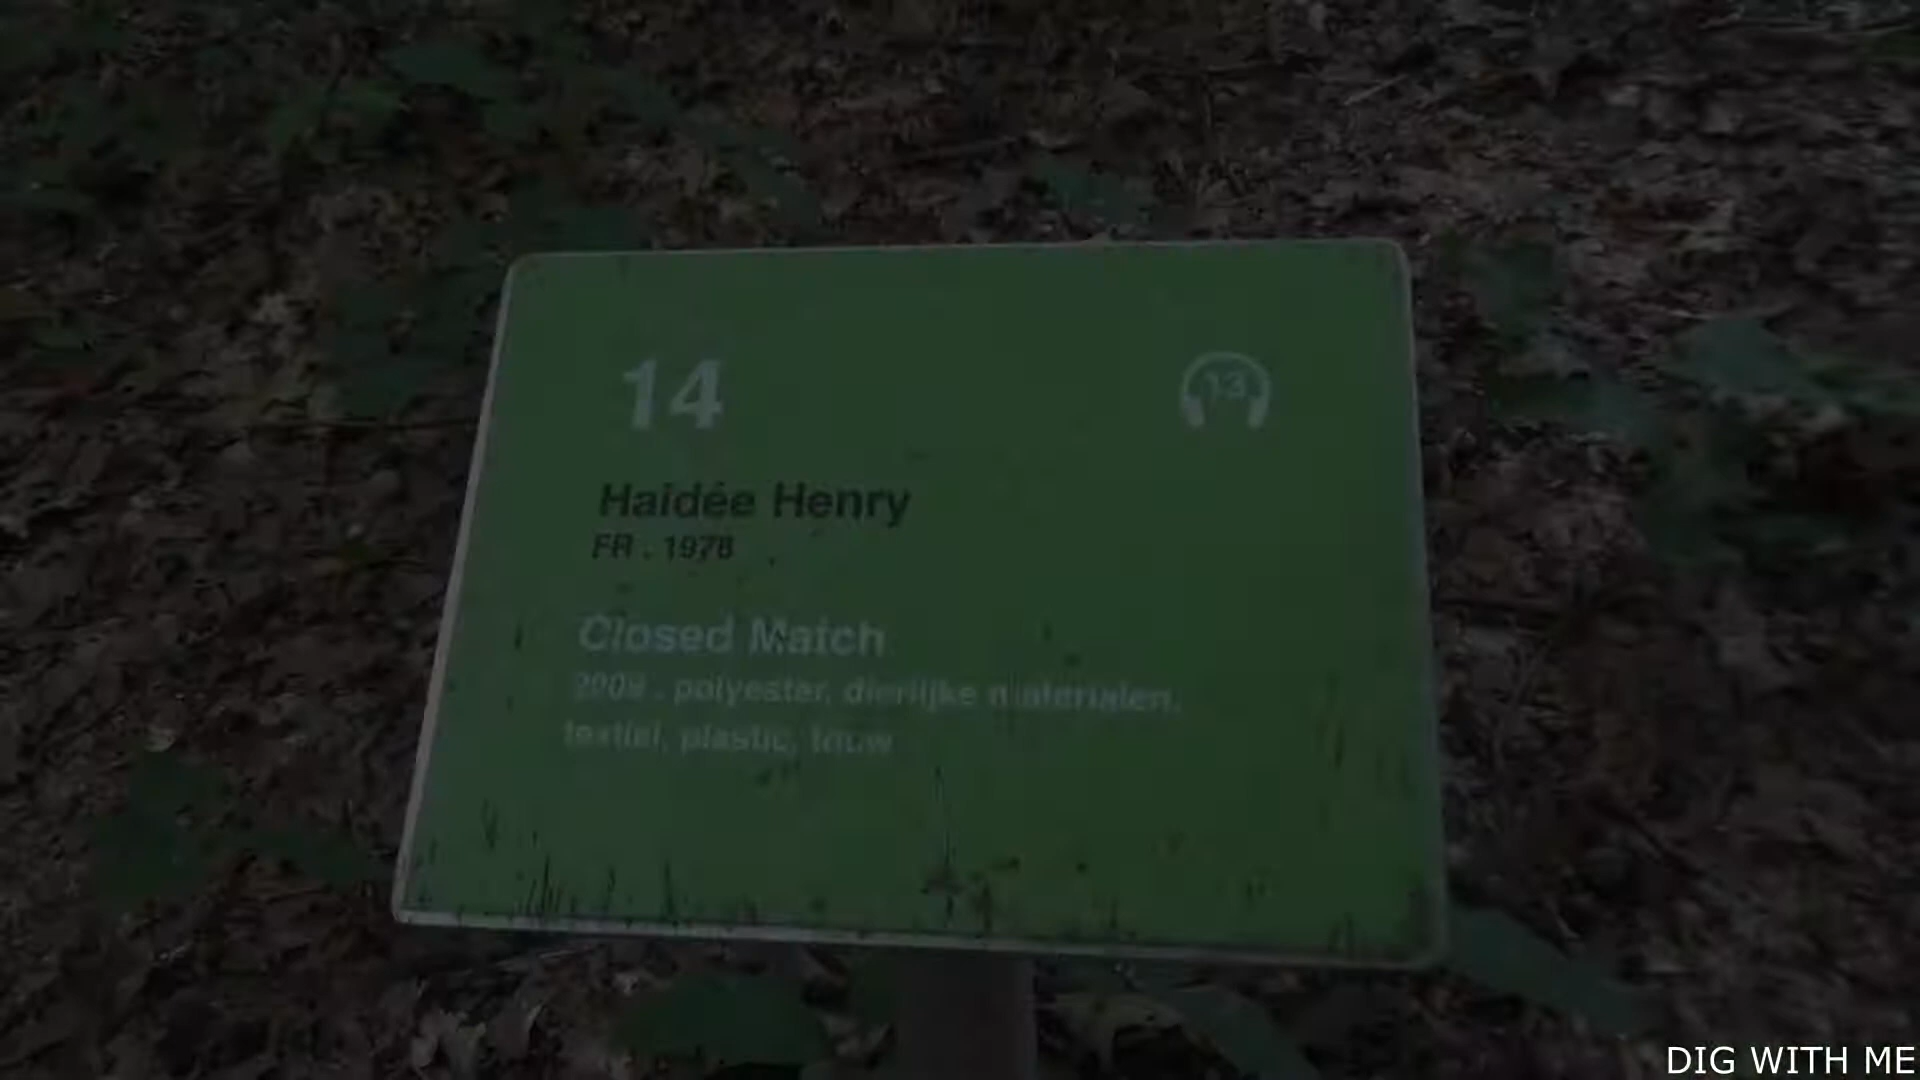 14
13
Haidée Henry
FR . 1978
Closed Match
2009 . polyester, dierlijke materialen,
textiel, plastic, touw
DIG WITH ME